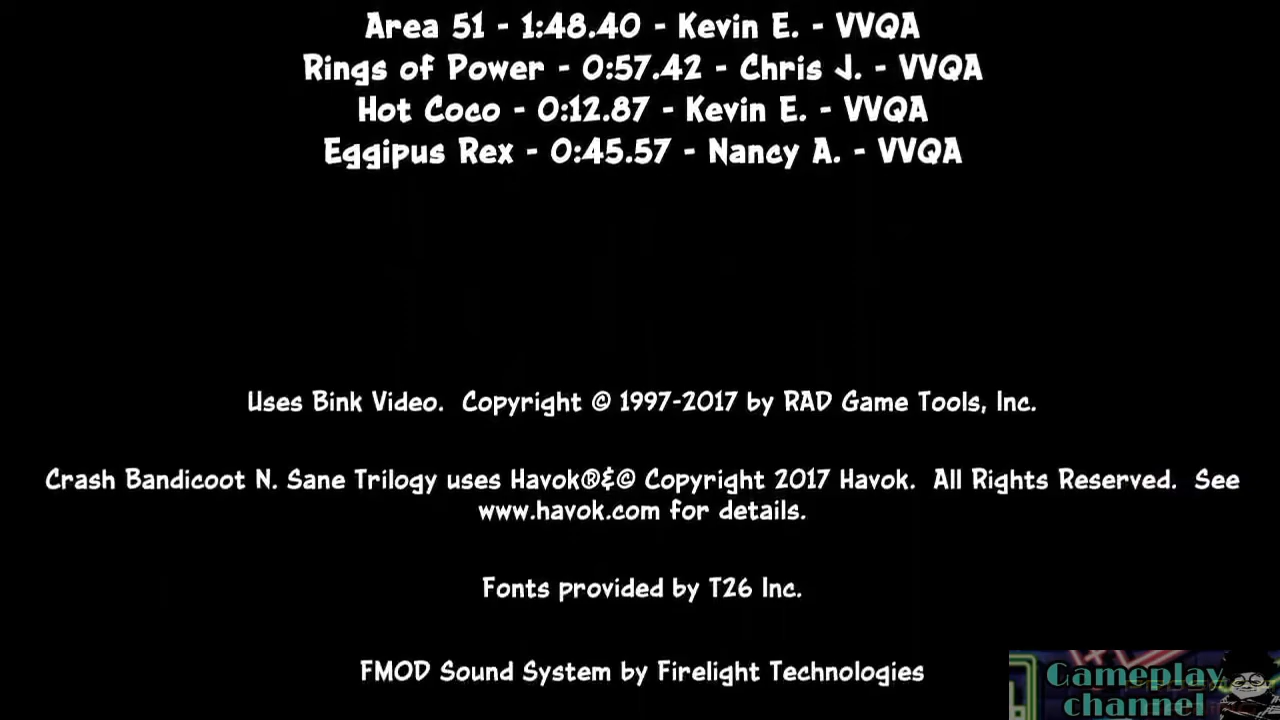 Area 51 - 1:48.40 - Kevin E. - VVQA
Rings of Power - 0:57.42 - Chris J. - VVQA
Hot Coco - 0:12.87 - Kevin E. - VVQA
Eggipus Rex - 0:45.57 - Nancy A. - VVQA
Uses Bink Video.  Copyright © 1997-2017 by RAD Game Tools, Inc.
Crash Bandicoot N. Sane Trilogy uses Havok®&© Copyright 2017 Havok.  All Rights Reserved.  See
www.havok.com for details.
Fonts provided by T26 Inc.
FMOD Sound System by Firelight Technologies
Gameplay
channel